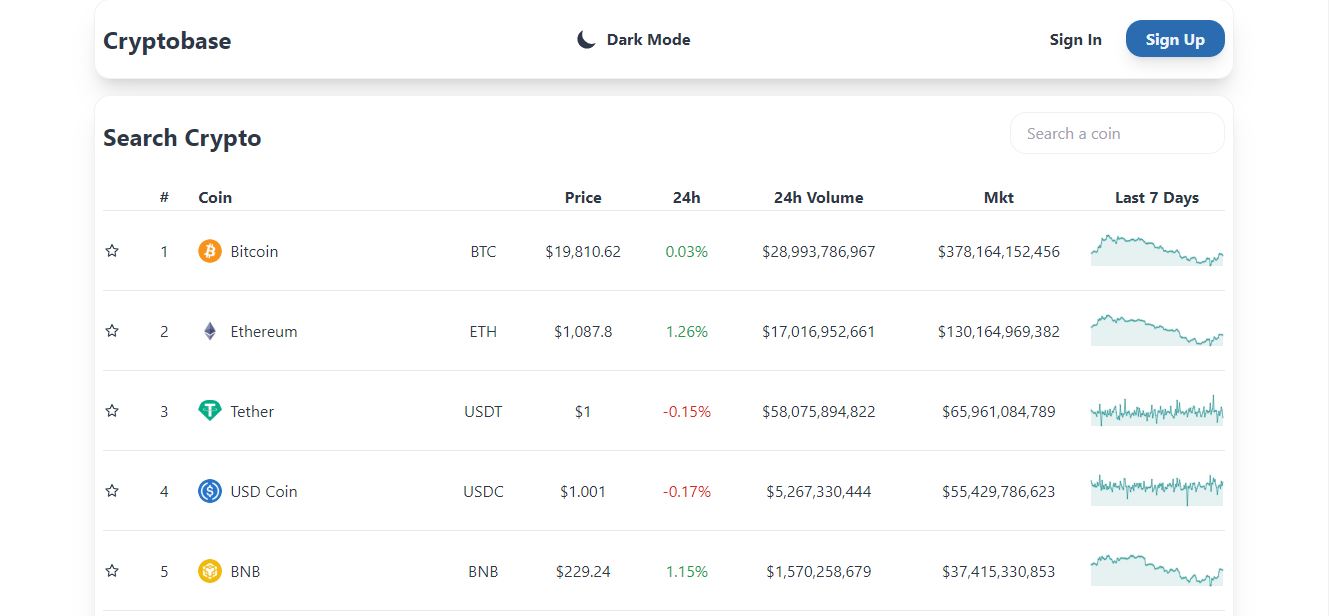 Cryptobase Dark Mode Sign In Sign Up
Search Crypto Search a coin
# Coin Price 24h 24h Volume Mkt Last 7 Days
1 Bitcoin BTC $19,810.62 0.03% $28,993,786,967 $378,164,152,456
2 Ethereum ETH $1,087.8 1.26% $17,016,952,661 $130,164,969,382
3 Tether USDT $1 -0.15% $58,075,894,822 $65,961,084,789
4 USD Coin USDC $1.001 -0.17% $5,267,330,444 $55,429,786,623
5 BNB BNB $229.24 1.15% $1,570,258,679 $37,415,330,853